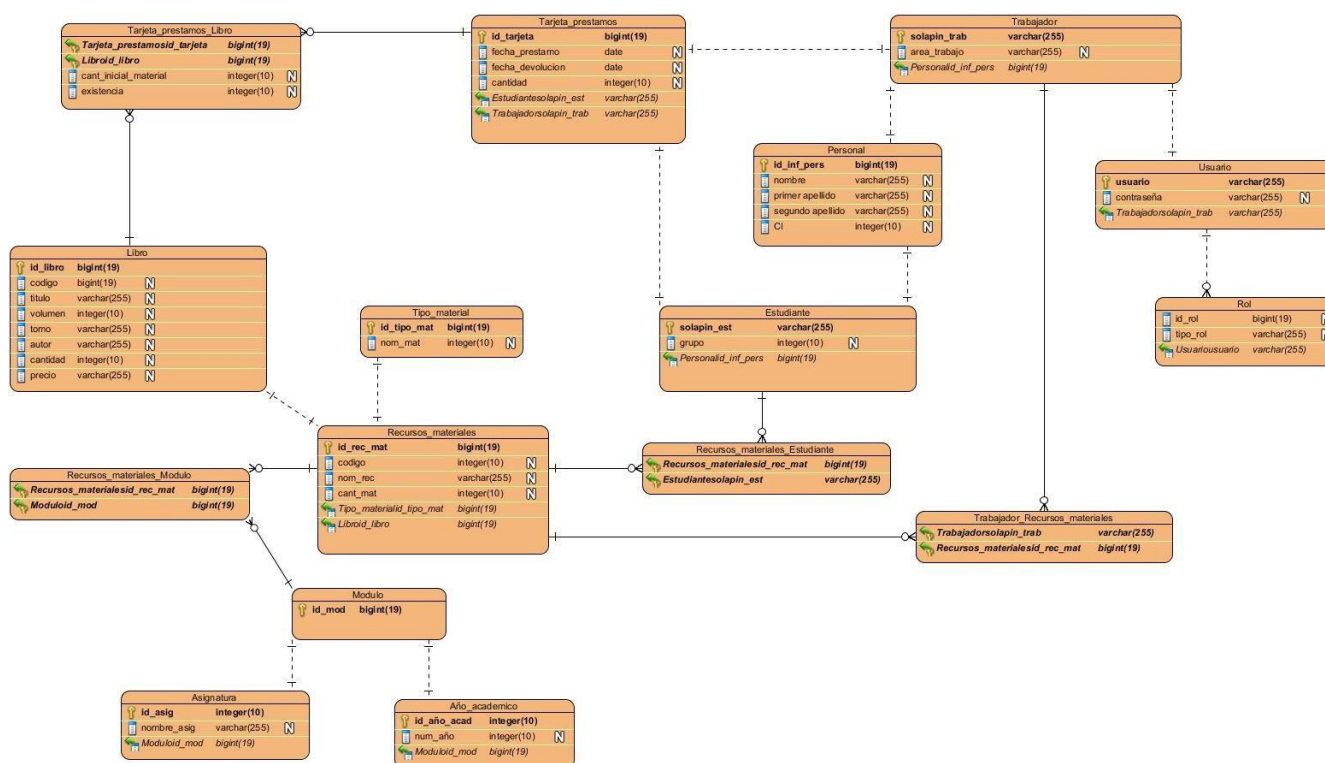 Tarjeta_prestamos_Libro
Tarjeta_prestamosid_tarjeta bigint(19)
Libroid_libro bigint(19)
cant_inicial_material integer(10) N
existencia integer(10) N
Tarjeta_prestamos
id_tarjeta bigint(19)
fecha_prestamo date N
fecha_devolucion date N
cantidad integer(10) N
Estudiantesolapin_est varchar(255)
Trabajadorsolapin_trab varchar(255)
Trabajador
solapin_trab varchar(255)
area_trabajo varchar(255) N
Personalid_inf_pers bigint(19)
Personal
id_inf_pers bigint(19)
nombre varchar(255) N
primer apellido varchar(255) N
segundo apellido varchar(255) N
Ci integer(10) N
Usuario
usuario varchar(255)
contraseña varchar(255) N
Trabajadorsolapin_trab varchar(255)
Libro
id_libro bigint(19)
codigo bigint(19) N
titulo varchar(255) N
volumen integer(10) N
tomo varchar(255) N
autor varchar(255) N
cantidad integer(10) N
precio varchar(255) N
Tipo_material
id_tipo_mat bigint(19)
nom_mat integer(10) N
Estudiante
solapin_est varchar(255)
grupo integer(10) N
Personalid_inf_pers bigint(19)
Rol
id_rol bigint(19) N
tipo_rol varchar(255) N
Usuariousuario varchar(255)
Recursos_materiales
id_rec_mat bigint(19)
codigo integer(10) N
nom_rec varchar(255) N
cant_mat integer(10) N
Tipo_materialid_tipo_mat bigint(19)
Libroid_libro bigint(19)
Recursos_materiales_Estudiante
Recursos_materialesid_rec_mat bigint(19)
Estudiantesolapin_est varchar(255)
Recursos_materiales_Modulo
Recursos_materialesid_rec_mat bigint(19)
Moduloid_mod bigint(19)
Trabajador_Recursos_materiales
Trabajadorsolapin_trab varchar(255)
Recursos_materialesid_rec_mat bigint(19)
Modulo
id_mod bigint(19)
Asignatura
id_asig integer(10)
nombre_asig varchar(255) N
Moduloid_mod bigint(19)
Año_academico
id_año_acad integer(10)
num_año integer(10) N
Moduloid_mod bigint(19)